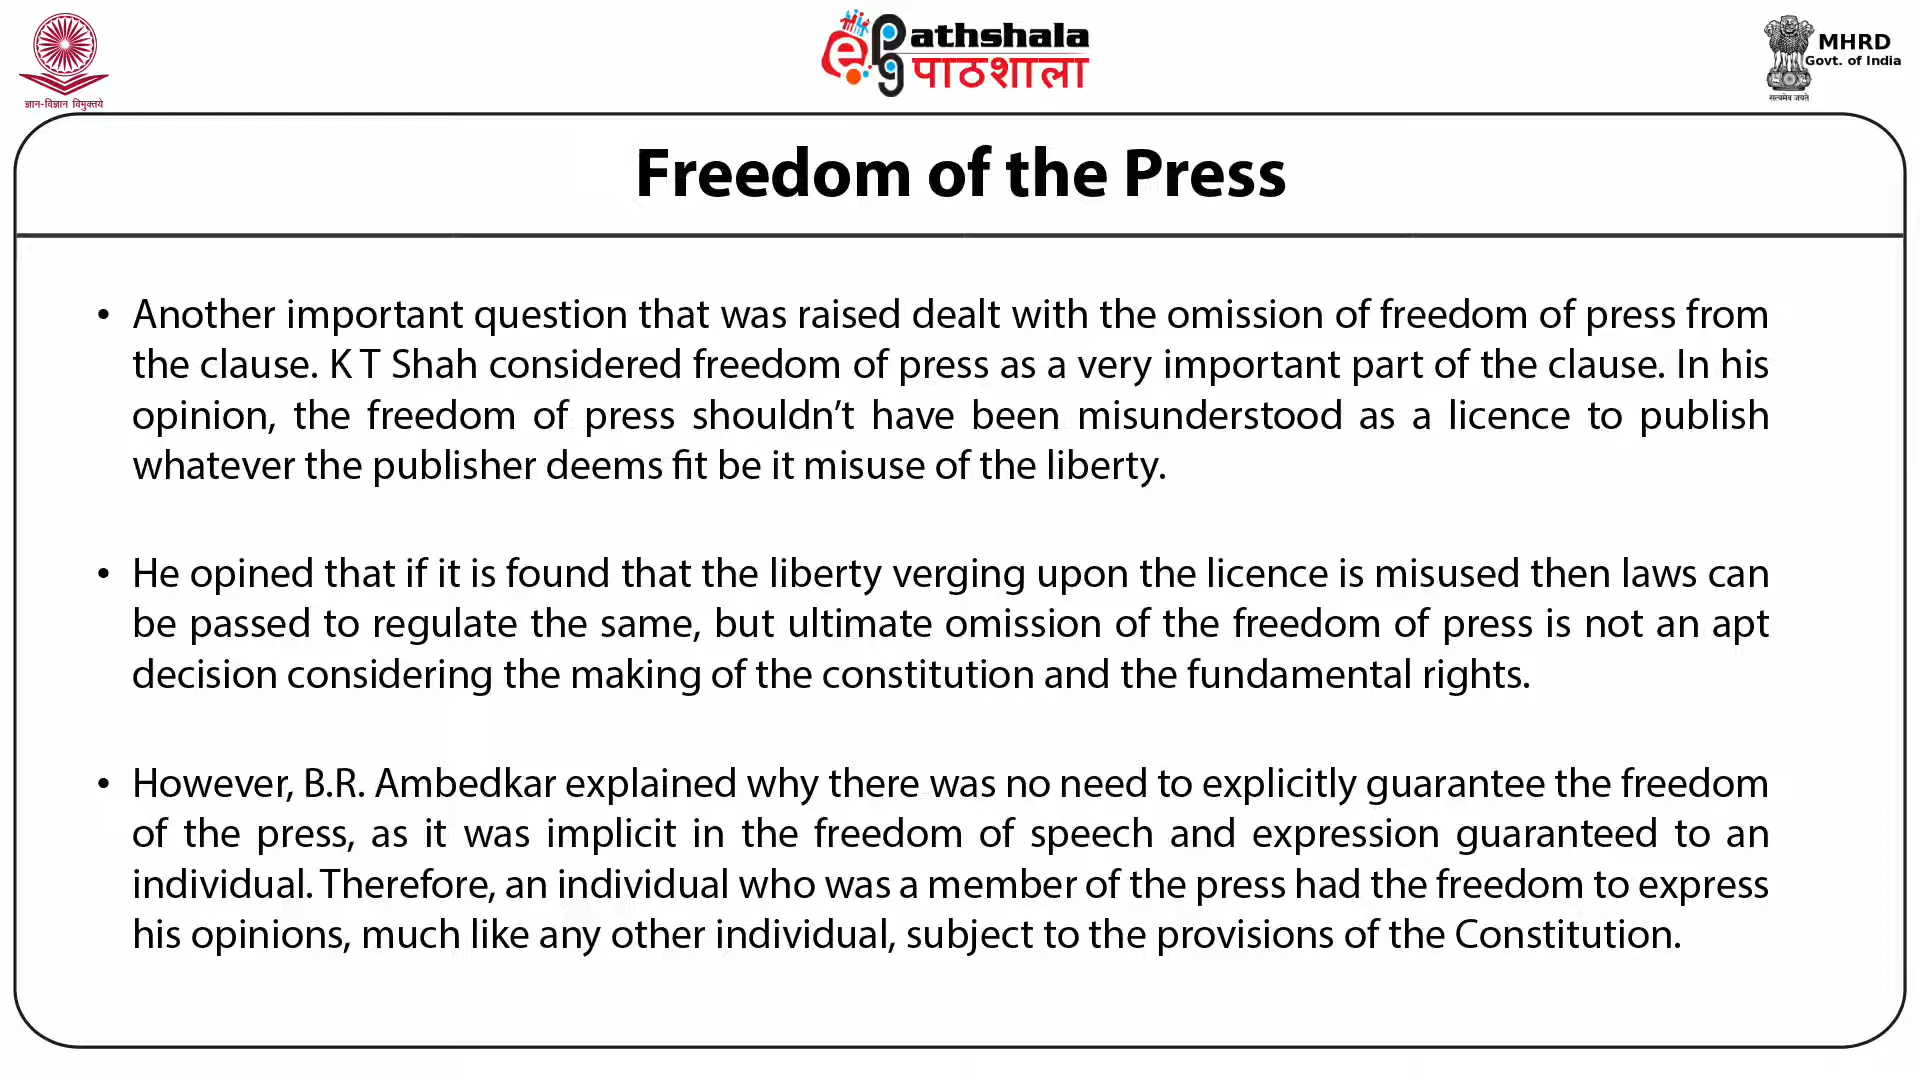 ज्ञान-विज्ञान विमुक्तये
ePathshala
पाठशाला
MHRD
Govt. of India
सत्यमेव जयते
Freedom of the Press
• Another important question that was raised dealt with the omission of freedom of press from
the clause. K T Shah considered freedom of press as a very important part of the clause. In his
opinion, the freedom of press shouldn’t have been misunderstood as a licence to publish
whatever the publisher deems fit be it misuse of the liberty.
• He opined that if it is found that the liberty verging upon the licence is misused then laws can
be passed to regulate the same, but ultimate omission of the freedom of press is not an apt
decision considering the making of the constitution and the fundamental rights.
• However, B.R. Ambedkar explained why there was no need to explicitly guarantee the freedom
of the press, as it was implicit in the freedom of speech and expression guaranteed to an
individual. Therefore, an individual who was a member of the press had the freedom to express
his opinions, much like any other individual, subject to the provisions of the Constitution.